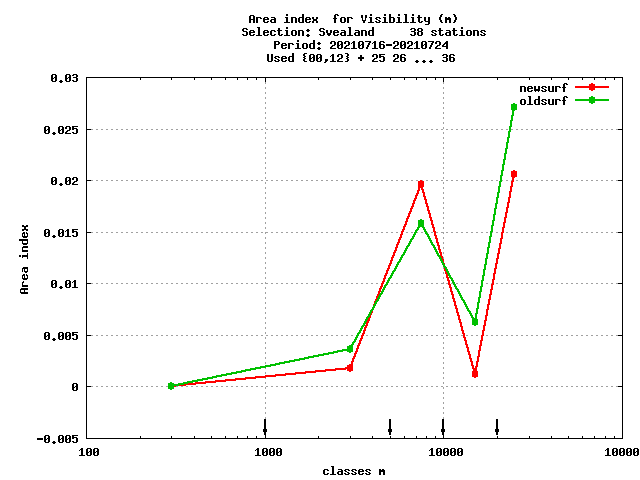 Area index  for Visibility (m)
Selection: Svealand     38 stations
Period: 20210716-20210724
Used {00,12} + 25 26 ... 36
newsurf
oldsurf
0.03
0.025
0.02
0.015
0.01
0.005
0
-0.005
Area index
100 1000 10000 10000
classes m